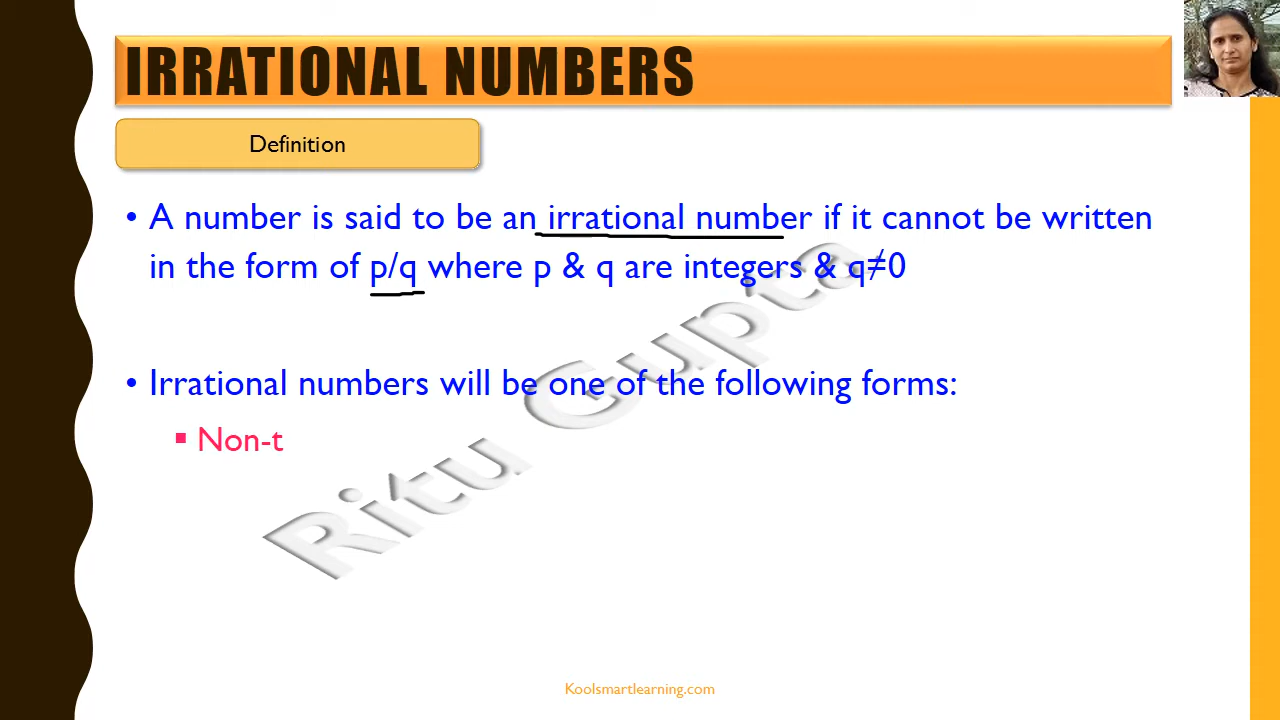 IRRATIONAL NUMBERS
Definition
• A number is said to be an irrational number if it cannot be written
in the form of p/q where p & q are integers & q≠0
• Irrational numbers will be one of the following forms:
▪ Non-t
Ritu Gupta
Koolsmartlearning.com